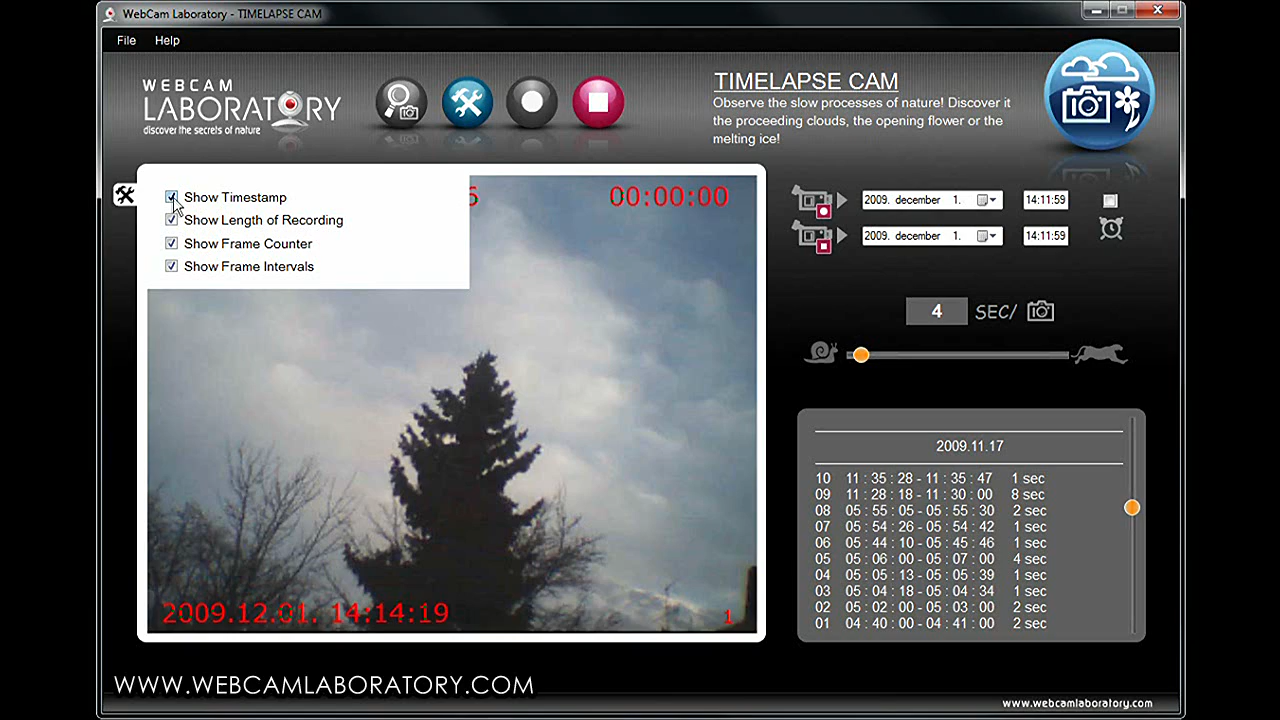 WebCam Laboratory - TIMELAPSE CAM
File Help
WEBCAM
LABORATORY
discover the secrets of nature
TIMELAPSE CAM
Observe the slow processes of nature! Discover it
the proceeding clouds, the opening flower or the
melting ice!
Show Timestamp
Show Length of Recording
Show Frame Counter
Show Frame Intervals
00:00:00
2009.12.01. 14:14:19
1
2009. december 1. 14:11:59
2009. december 1. 14:11:59
4 SEC/
2009.11.17
10 11 : 35 : 28 - 11 : 35 : 47 1 sec
09 11 : 28 : 18 - 11 : 30 : 00 8 sec
08 05 : 55 : 05 - 05 : 55 : 30 2 sec
07 05 : 54 : 26 - 05 : 54 : 42 1 sec
06 05 : 44 : 10 - 05 : 45 : 46 1 sec
05 05 : 06 : 00 - 05 : 07 : 00 4 sec
04 05 : 05 : 13 - 05 : 05 : 39 1 sec
03 05 : 04 : 18 - 05 : 04 : 34 1 sec
02 05 : 02 : 00 - 05 : 03 : 00 2 sec
01 04 : 40 : 00 - 04 : 41 : 00 2 sec
WWW.WEBCAMLABORATORY.COM
www.webcamlaboratory.com